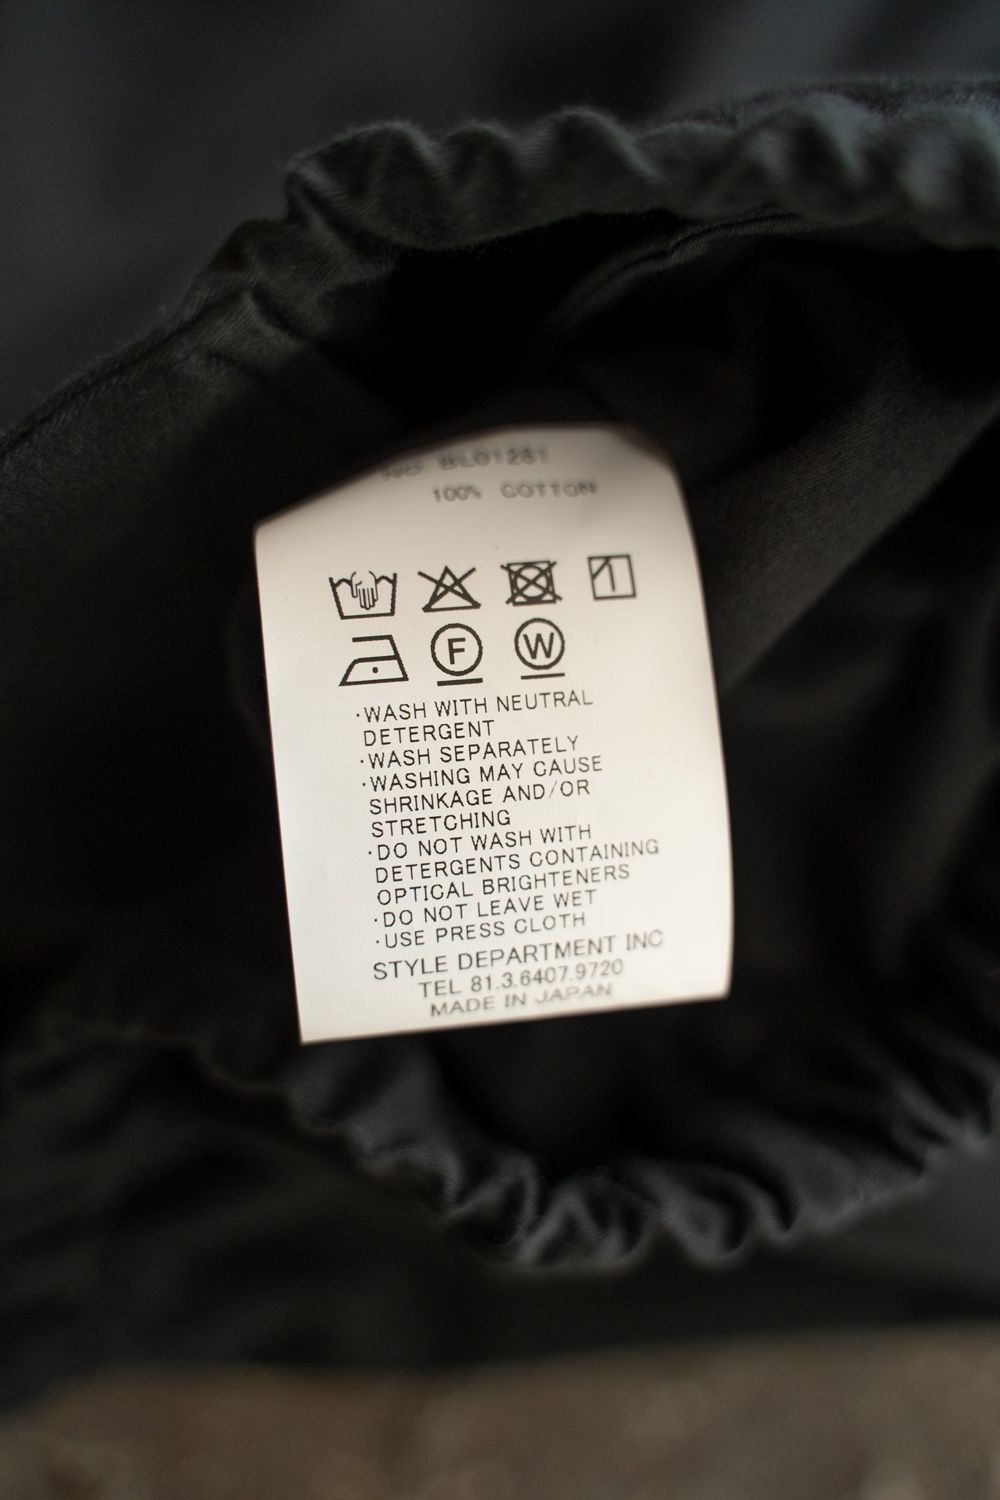 NO. BL01281
100% COTTON
F W
·WASH WITH NEUTRAL
DETERGENT
·WASH SEPARATELY
·WASHING MAY CAUSE
SHRINKAGE AND/OR
STRETCHING
·DO NOT WASH WITH
DETERGENTS CONTAINING
OPTICAL BRIGHTENERS
·DO NOT LEAVE WET
·USE PRESS CLOTH
STYLE DEPARTMENT INC
TEL 81.3.6407.9720
MADE IN JAPAN